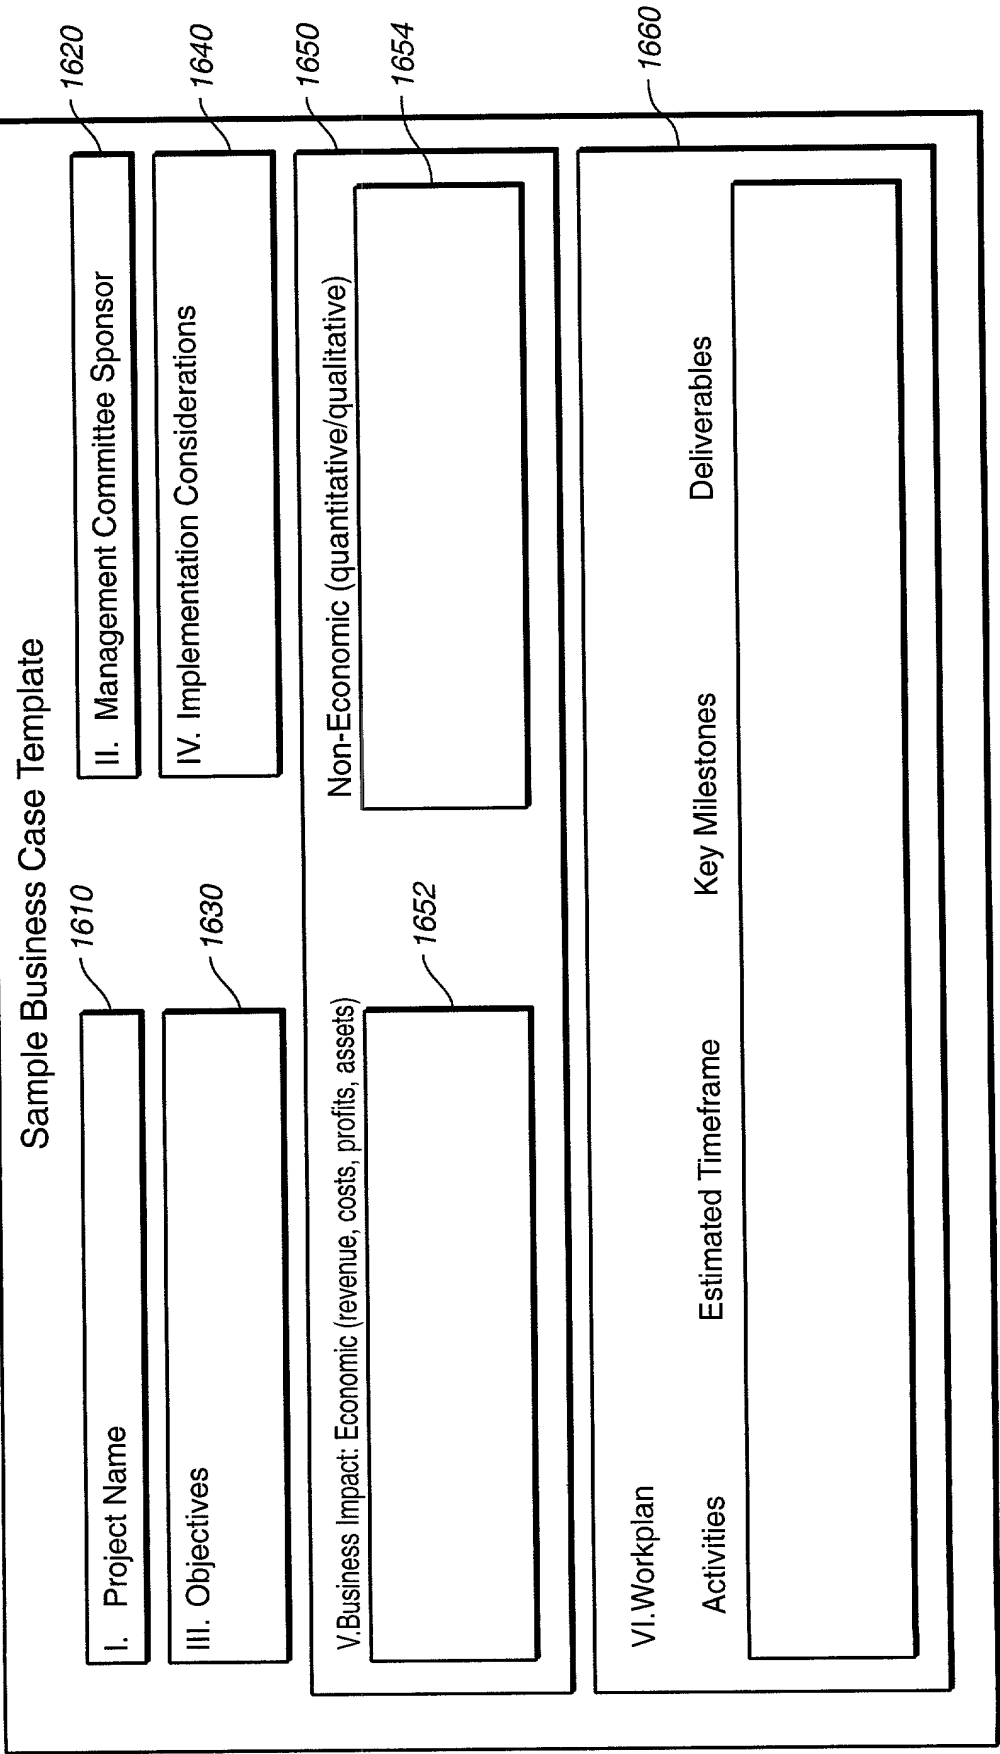 Sample Business Case Template
1610
1620
I. Project Name
II. Management Committee Sponsor
1630
1640
III. Objectives
IV. Implementation Considerations
1650
V.Business Impact: Economic (revenue, costs, profits, assets)
Non-Economic (quantitative/qualitative)
1652
1654
1660
VI.Workplan
Activities
Estimated Timeframe
Key Milestones
Deliverables